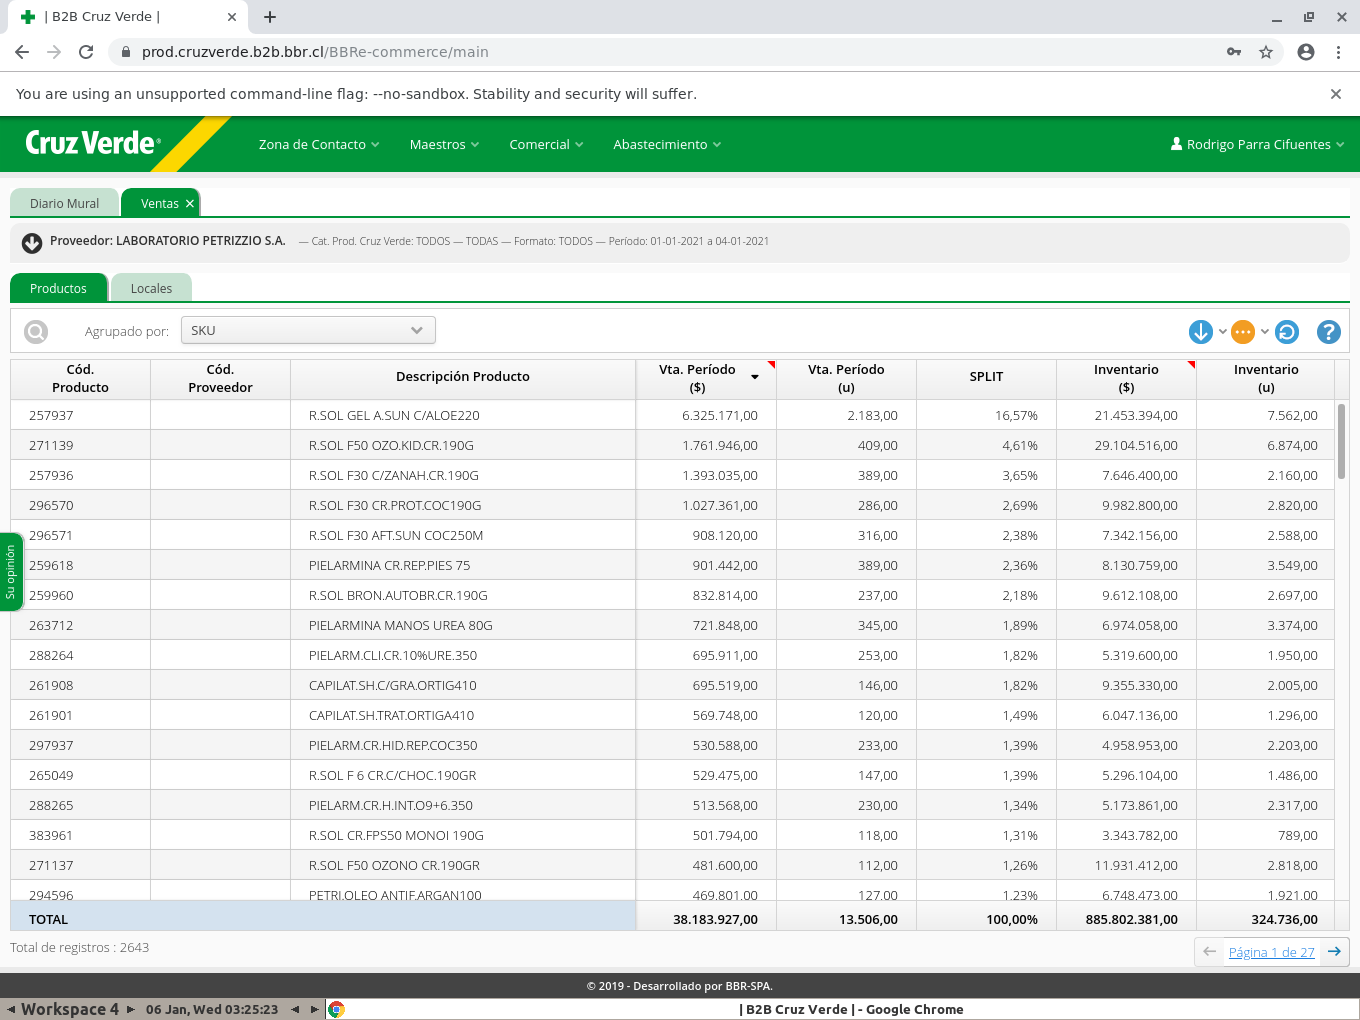 | B2B Cruz Verde |
prod.cruzverde.b2b.bbr.cl/BBRe-commerce/main
You are using an unsupported command-line flag: --no-sandbox. Stability and security will suffer.
Cruz Verde® Zona de Contacto Maestros Comercial Abastecimiento Rodrigo Parra Cifuentes
Diario Mural Ventas
Proveedor: LABORATORIO PETRIZZIO S.A. — Cat. Prod. Cruz Verde: TODOS — TODAS — Formato: TODOS — Período: 01-01-2021 a 04-01-2021
Productos Locales
Agrupado por: SKU
Cód. Producto Cód. Proveedor Descripción Producto Vta. Período ($) Vta. Período (u) SPLIT Inventario ($) Inventario (u)
257937 R.SOL GEL A.SUN C/ALOE220 6.325.171,00 2.183,00 16,57% 21.453.394,00 7.562,00
271139 R.SOL F50 OZO.KID.CR.190G 1.761.946,00 409,00 4,61% 29.104.516,00 6.874,00
257936 R.SOL F30 C/ZANAH.CR.190G 1.393.035,00 389,00 3,65% 7.646.400,00 2.160,00
296570 R.SOL F30 CR.PROT.COC190G 1.027.361,00 286,00 2,69% 9.982.800,00 2.820,00
296571 R.SOL F30 AFT.SUN COC250M 908.120,00 316,00 2,38% 7.342.156,00 2.588,00
259618 PIELARMINA CR.REP.PIES 75 901.442,00 389,00 2,36% 8.130.759,00 3.549,00
259960 R.SOL BRON.AUTOBR.CR.190G 832.814,00 237,00 2,18% 9.612.108,00 2.697,00
263712 PIELARMINA MANOS UREA 80G 721.848,00 345,00 1,89% 6.974.058,00 3.374,00
288264 PIELARM.CLI.CR.10%URE.350 695.911,00 253,00 1,82% 5.319.600,00 1.950,00
261908 CAPILAT.SH.C/GRA.ORTIG410 695.519,00 146,00 1,82% 9.355.330,00 2.005,00
261901 CAPILAT.SH.TRAT.ORTIGA410 569.748,00 120,00 1,49% 6.047.136,00 1.296,00
297937 PIELARM.CR.HID.REP.COC350 530.588,00 233,00 1,39% 4.958.953,00 2.203,00
265049 R.SOL F 6 CR.C/CHOC.190GR 529.475,00 147,00 1,39% 5.296.104,00 1.486,00
288265 PIELARM.CR.H.INT.O9+6.350 513.568,00 230,00 1,34% 5.173.861,00 2.317,00
383961 R.SOL CR.FPS50 MONOI 190G 501.794,00 118,00 1,31% 3.343.782,00 789,00
271137 R.SOL F50 OZONO CR.190GR 481.600,00 112,00 1,26% 11.931.412,00 2.818,00
294596 PETRI.OLEO ANTIF.ARGAN100 469.801,00 127,00 1,23% 6.748.473,00 1.921,00
TOTAL 38.183.927,00 13.506,00 100,00% 885.802.381,00 324.736,00
Su opinión
Total de registros : 2643
Página 1 de 27
© 2019 - Desarrollado por BBR-SPA.
Workspace 4 06 Jan, Wed 03:25:23 | B2B Cruz Verde | - Google Chrome